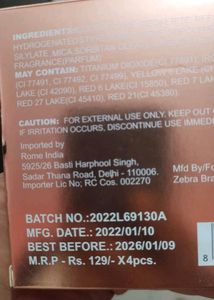 INGREDIENTS
HYDROGENATED
SILYLATE, MICA, SORBITAN
FRAGRANCE(PARFUM)
MAY CONTAIN: TITANIUM DIOXIDE(CI 77891),
(CI 77491, CI 77492, CI 77499), YELLOW 5 LAKE
LAKE (CI 42090), RED 6 LAKE(CI 15850), RED 7
RED 27 LAKE(CI 45410), RED 21(CI 45380)
CAUTION: FOR EXTERNAL USE ONLY. KEEP OUT
IF IRRITATION OCCURS, DISCONTINUE USE IMMED
Imported by
Rome India
5925/26 Basti Harphool Singh,
Sadar Thana Road, Delhi - 110006.
Importer Lic No; RC Cos. 002270
Mfd By/Fo
Zebra Bra
BATCH NO.:2022L69130A
MFG. DATE.: 2022/01/10
BEST BEFORE.: 2026/01/09
M.R.P - Rs. 129/- X4pcs.
8